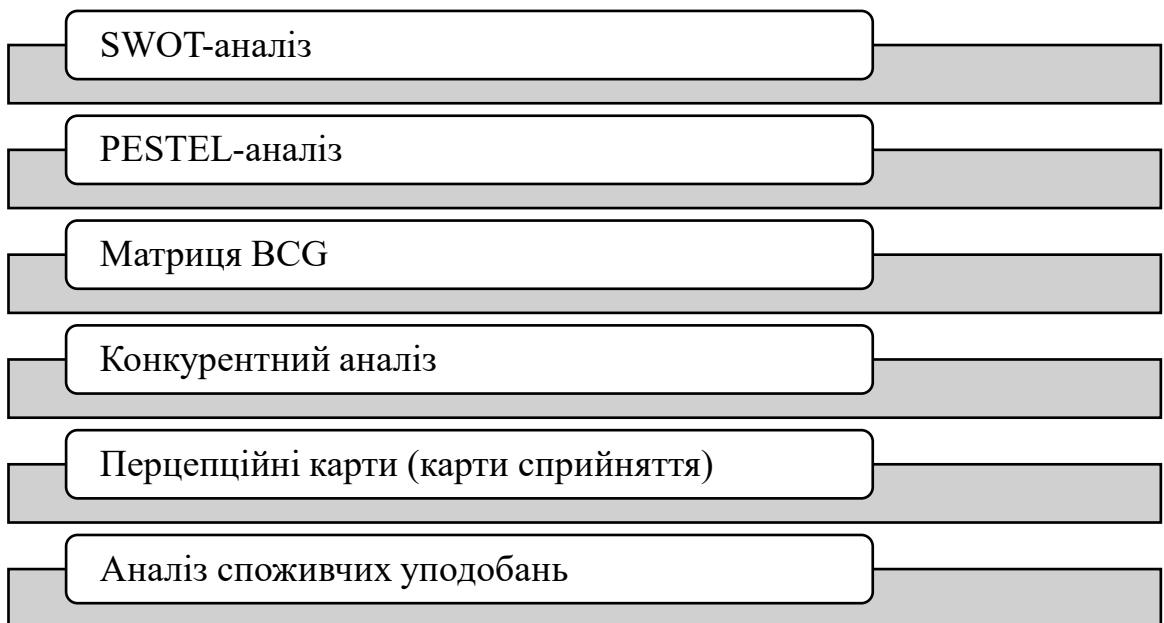 SWOT-аналіз
PESTEL-аналіз
Матриця BCG
Конкурентний аналіз
Перцепційні карти (карти сприйняття)
Аналіз споживчих уподобань